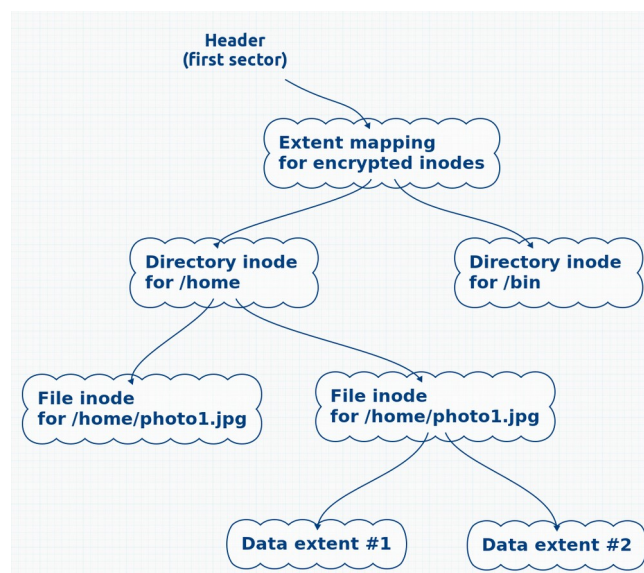 Header
(first sector)
Extent mapping
for encrypted inodes
Directory inode
for /home
Directory inode
for /bin
File inode
for /home/photo1.jpg
File inode
for /home/photo1.jpg
Data extent #1
Data extent #2